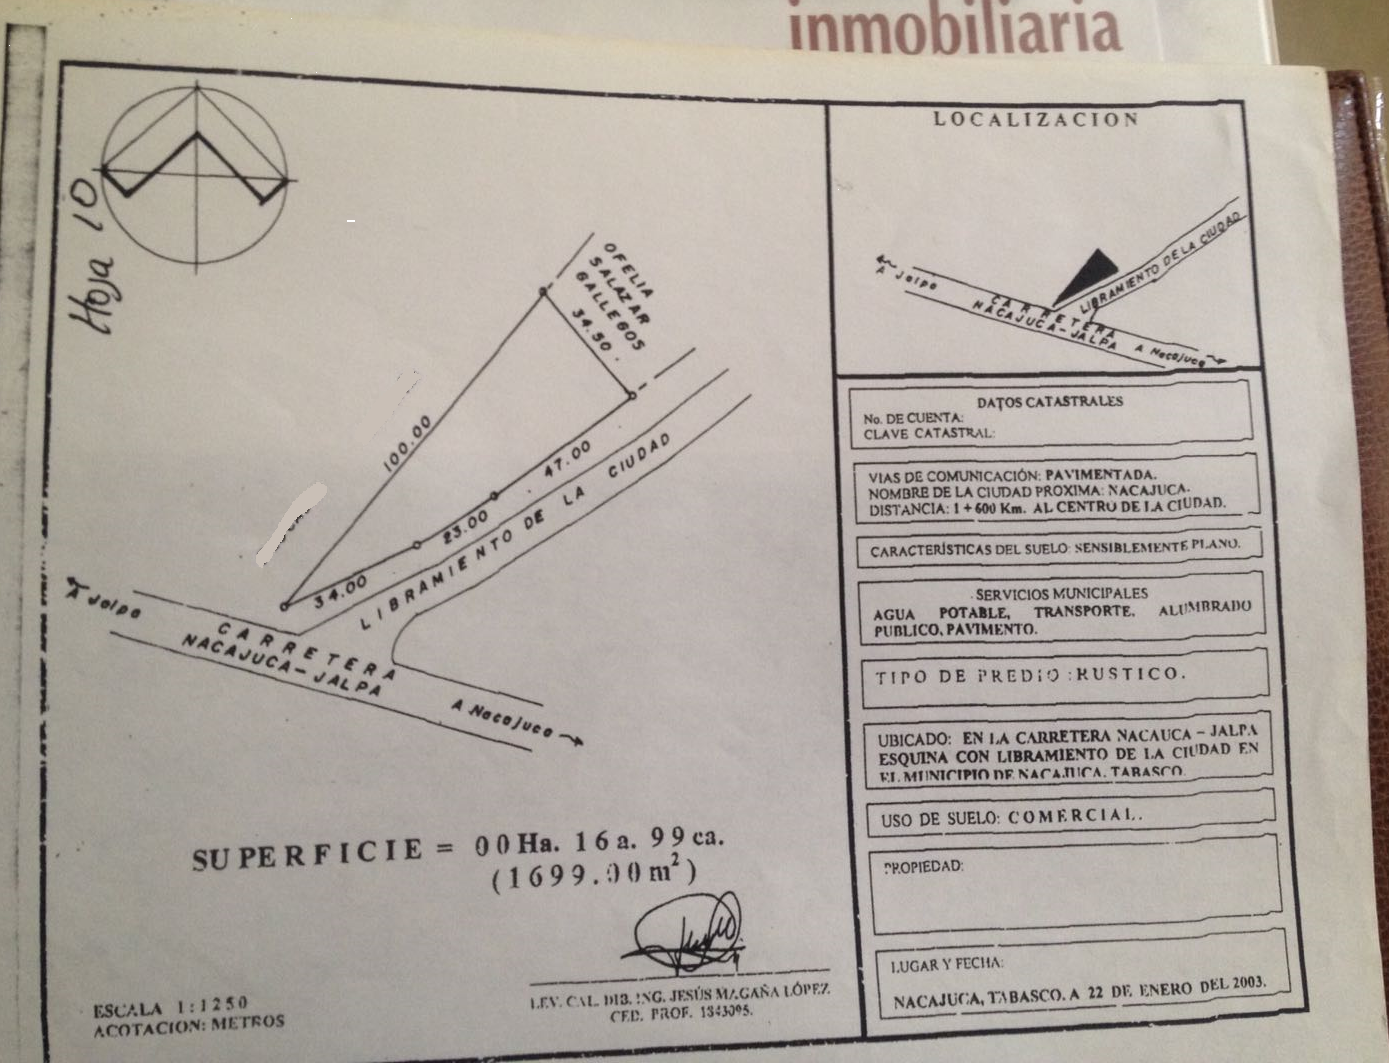 inmobiliaria
Hoja 10
OFELIA
SALAZAR
GALLEGOS
34.50
100.00
47.00
23.00
34.00
LIBRAMIENTO DE LA CIUDAD
A Jalpa
CARRETERA
NACAJUCA-JALPA
A Nacajuca
SUPERFICIE = 00Ha. 16a. 99ca.
(1699.00m²)
LEV. CAL. DIB. ING. JESÚS MAGAÑA LÓPEZ.
CED. PROF. 1343095.
ESCALA 1:1250
ACOTACION: METROS
LOCALIZACION
A Jalpa
CARRETERA
NACAJUCA-JALPA
LIBRAMIENTO DE LA CIUDAD
A Nacajuca
DATOS CATASTRALES
No. DE CUENTA:
CLAVE CATASTRAL:
VIAS DE COMUNICACIÓN: PAVIMENTADA.
NOMBRE DE LA CIUDAD PROXIMA: NACAJUCA.
DISTANCIA: 1 + 600 Km. AL CENTRO DE LA CIUDAD.
CARACTERÍSTICAS DEL SUELO: SENSIBLEMENTE PLANO.
SERVICIOS MUNICIPALES
AGUA POTABLE, TRANSPORTE. ALUMBRADO
PUBLICO, PAVIMENTO.
TIPO DE PREDIO :RUSTICO.
UBICADO: EN LA CARRETERA NACAUCA – JALPA
ESQUINA CON LIBRAMIENTO DE LA CIUDAD EN
EL MUNICIPIO DE NACAJUCA, TABASCO.
USO DE SUELO: COMERCIAL.
PROPIEDAD:
LUGAR Y FECHA:
NACAJUCA, TABASCO. A 22 DE ENERO DEL 2003.